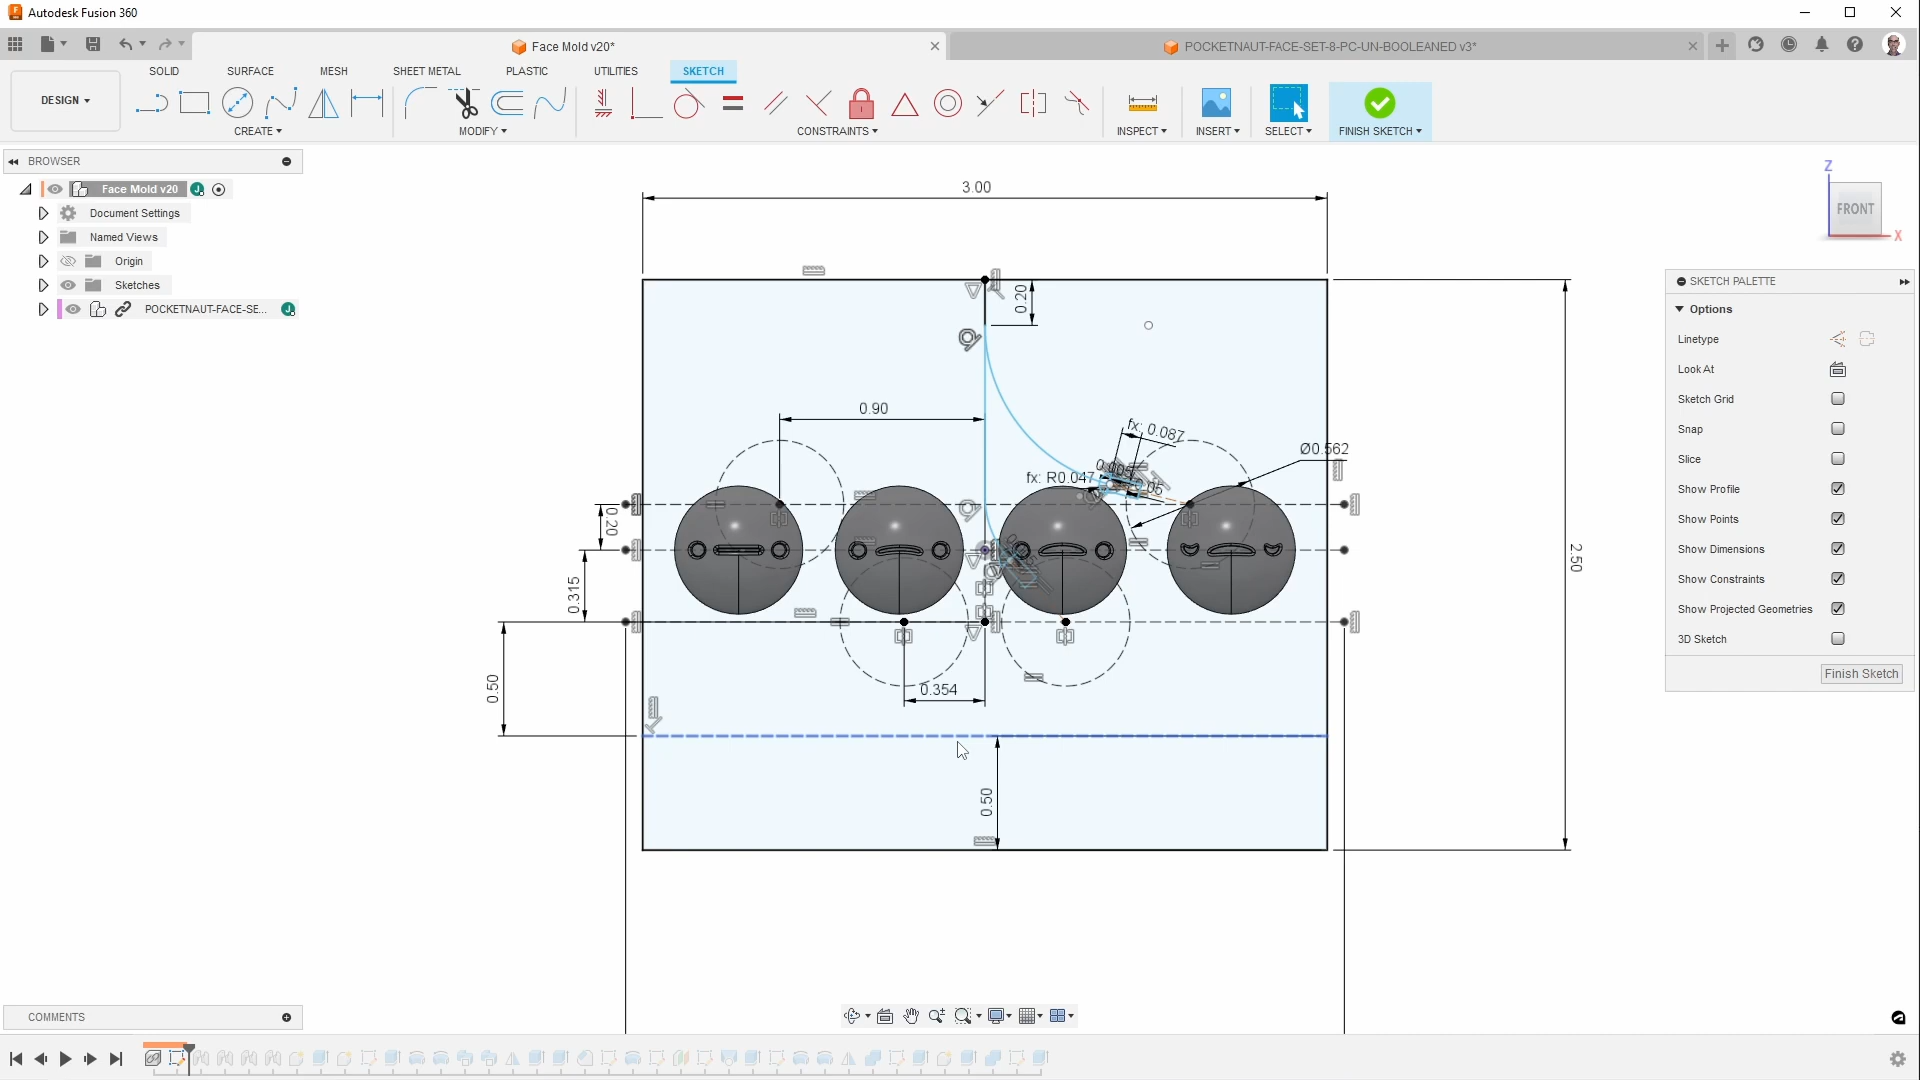 Autodesk Fusion 360
Face Mold v20*
POCKETNAUT-FACE-SET-8-PC-UN-BOOLEANED v3*
SOLID SURFACE MESH SHEET METAL PLASTIC UTILITIES SKETCH
DESIGN
CREATE MODIFY CONSTRAINTS INSPECT INSERT SELECT FINISH SKETCH
BROWSER
Face Mold v20
Document Settings
Named Views
Origin
Sketches
POCKETNAUT-FACE-SE...
3.00
0.20
0.90
fx: 0.087
Ø0.562
fx: R0.047
0.005
0.05
0.20
0.315
0.50
0.354
0.50
2.50
Z
FRONT
X
SKETCH PALETTE
Options
Linetype
Look At
Sketch Grid
Snap
Slice
Show Profile
Show Points
Show Dimensions
Show Constraints
Show Projected Geometries
3D Sketch
Finish Sketch
COMMENTS